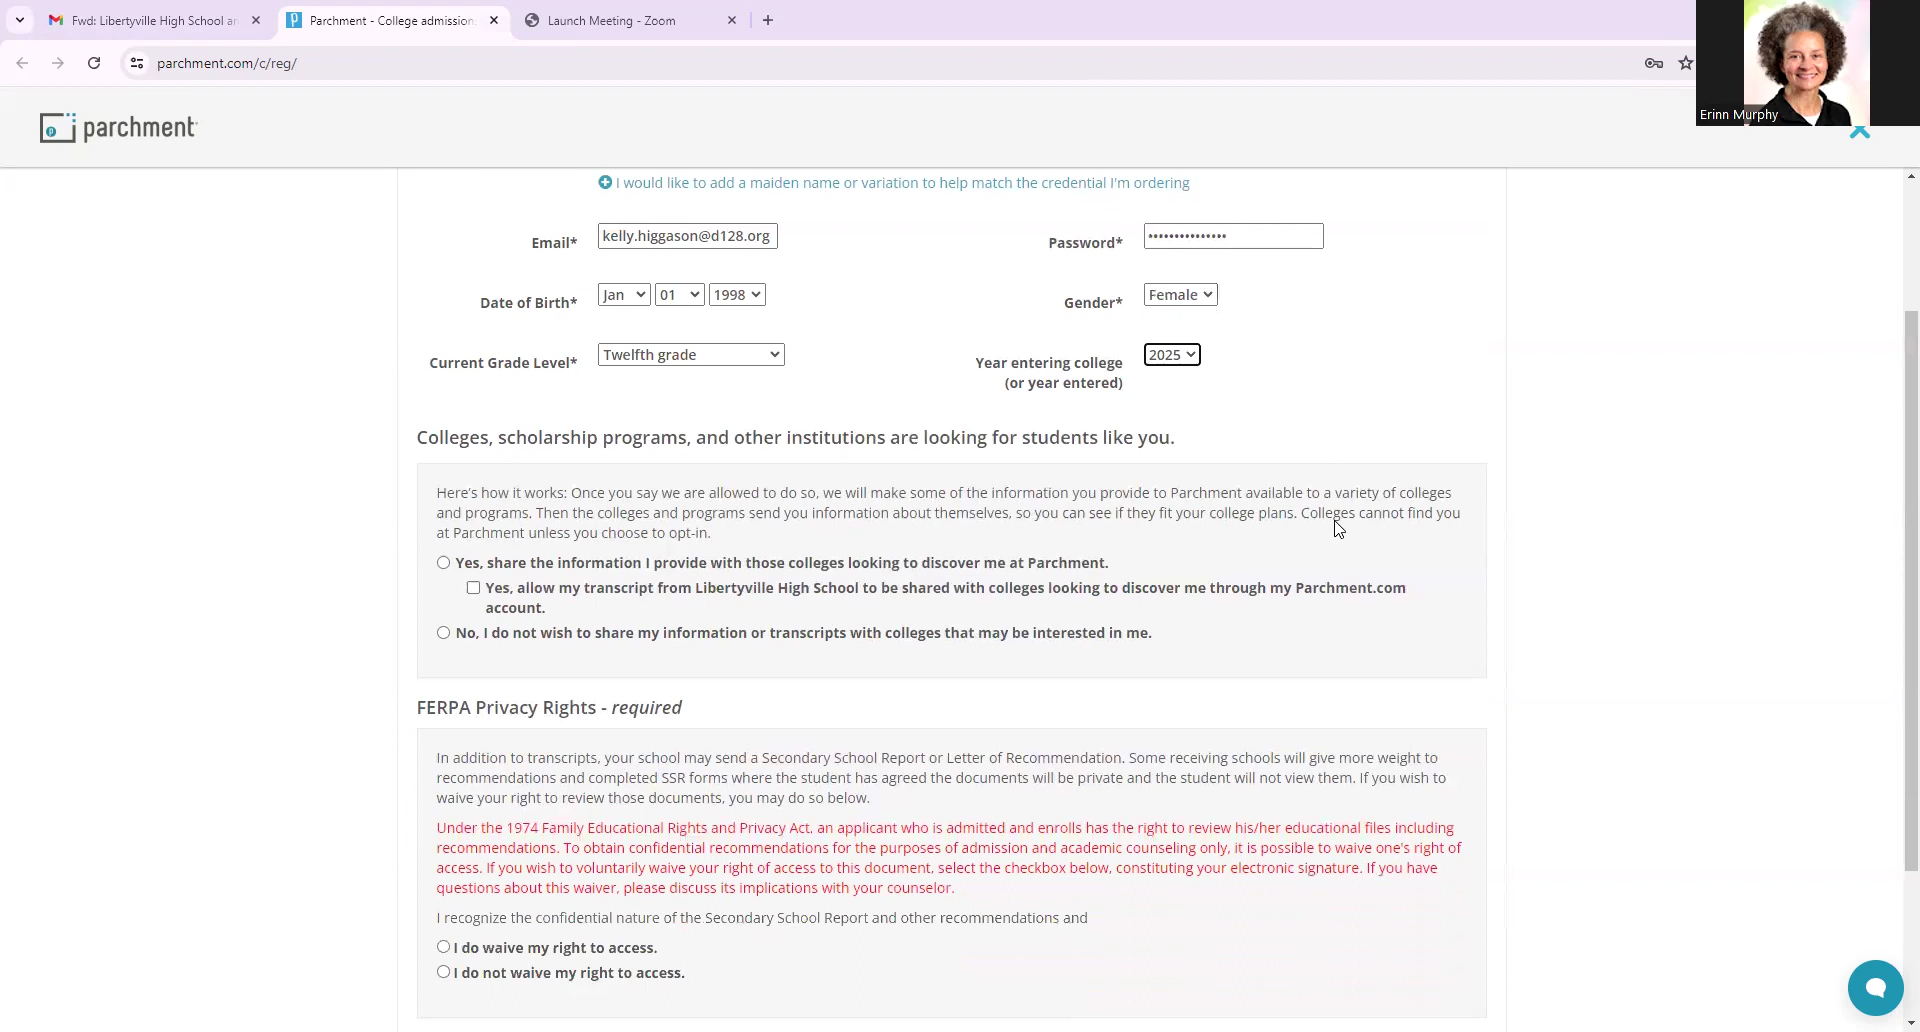 Fwd: Libertyville High School a
Parchment - College admission
Launch Meeting - Zoom
parchment.com/c/reg/
Erinn Murphy
parchment
I would like to add a maiden name or variation to help match the credential I'm ordering
Email*
kelly.higgason@d128.org
Password*
•••••••••••••••
Date of Birth*
Jan
01
1998
Gender*
Female
Current Grade Level*
Twelfth grade
Year entering college
(or year entered)
2025
Colleges, scholarship programs, and other institutions are looking for students like you.
Here's how it works: Once you say we are allowed to do so, we will make some of the information you provide to Parchment available to a variety of colleges
and programs. Then the colleges and programs send you information about themselves, so you can see if they fit your college plans. Colleges cannot find you
at Parchment unless you choose to opt-in.
Yes, share the information I provide with those colleges looking to discover me at Parchment.
Yes, allow my transcript from Libertyville High School to be shared with colleges looking to discover me through my Parchment.com
account.
No, I do not wish to share my information or transcripts with colleges that may be interested in me.
FERPA Privacy Rights - required
In addition to transcripts, your school may send a Secondary School Report or Letter of Recommendation. Some receiving schools will give more weight to
recommendations and completed SSR forms where the student has agreed the documents will be private and the student will not view them. If you wish to
waive your right to review those documents, you may do so below.
Under the 1974 Family Educational Rights and Privacy Act, an applicant who is admitted and enrolls has the right to review his/her educational files including
recommendations. To obtain confidential recommendations for the purposes of admission and academic counseling only, it is possible to waive one's right of
access. If you wish to voluntarily waive your right of access to this document, select the checkbox below, constituting your electronic signature. If you have
questions about this waiver, please discuss its implications with your counselor.
I recognize the confidential nature of the Secondary School Report and other recommendations and
I do waive my right to access.
I do not waive my right to access.